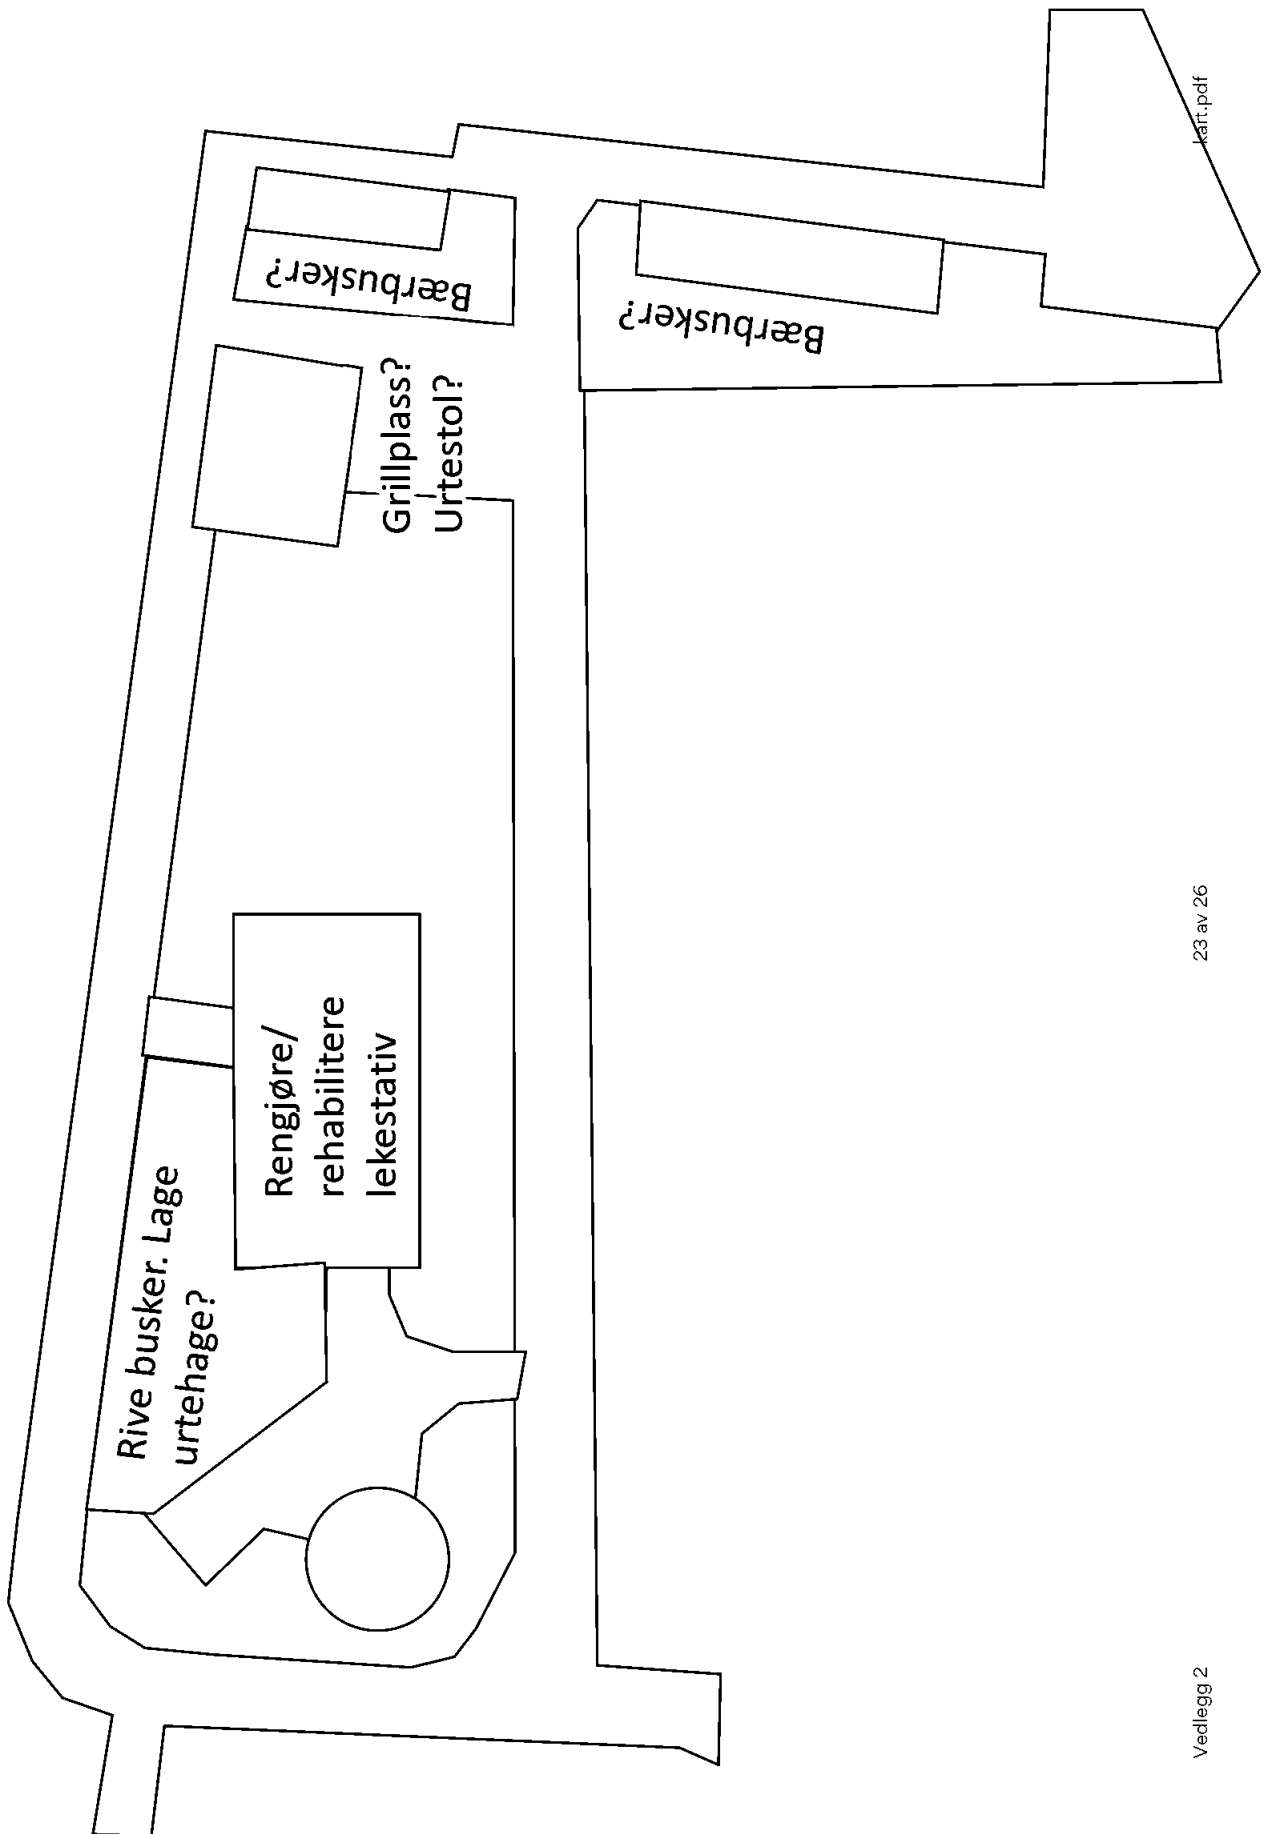 Rive busker. Lage
urtehage?
Rengjøre/
rehabilitere
lekestativ
Grillplass?
Urtestol?
Bærbusker?
Bærbusker?
Vedlegg 2
23 av 26
kart.pdf